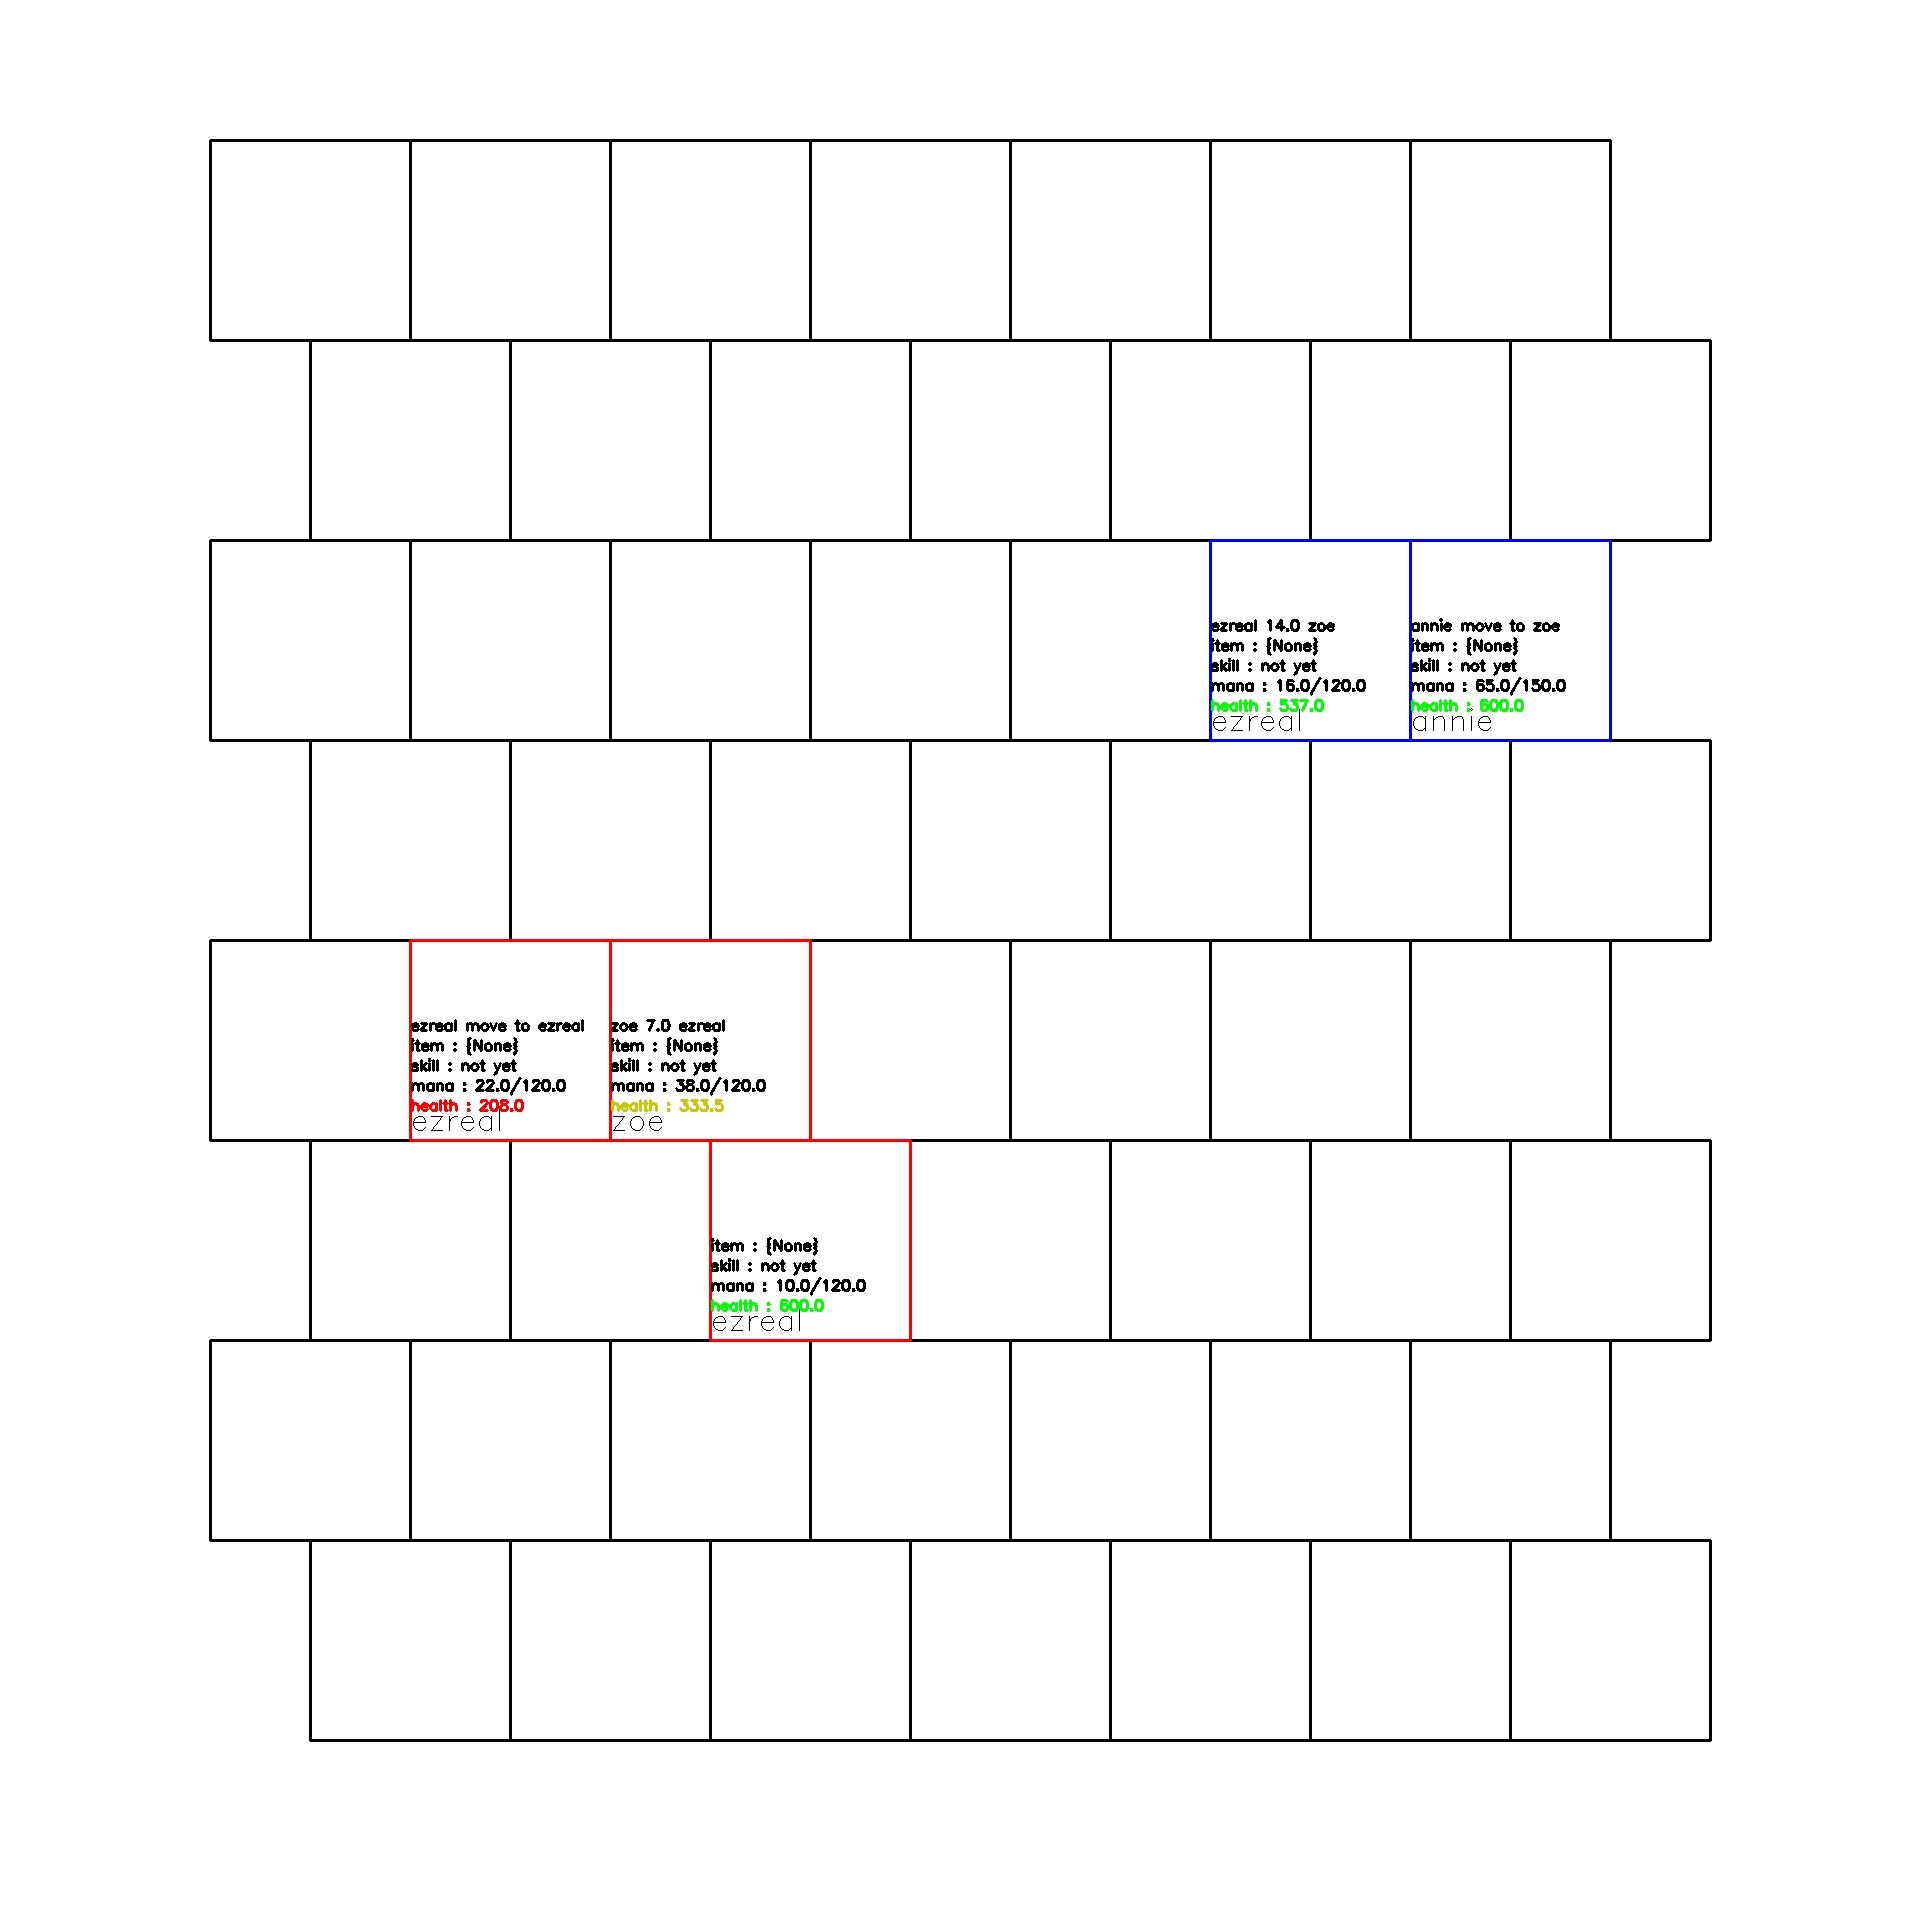 ezreal 14.0 zoe
item : {None}
skill : not yet
mana : 16.0/120.0
health : 537.0
ezreal
annie move to zoe
item : {None}
skill : not yet
mana : 65.0/150.0
health : 600.0
annie
ezreal move to ezreal
item : {None}
skill : not yet
mana : 22.0/120.0
health : 208.0
ezreal
zoe 7.0 ezreal
item : {None}
skill : not yet
mana : 38.0/120.0
health : 333.5
zoe
item : {None}
skill : not yet
mana : 10.0/120.0
health : 600.0
ezreal